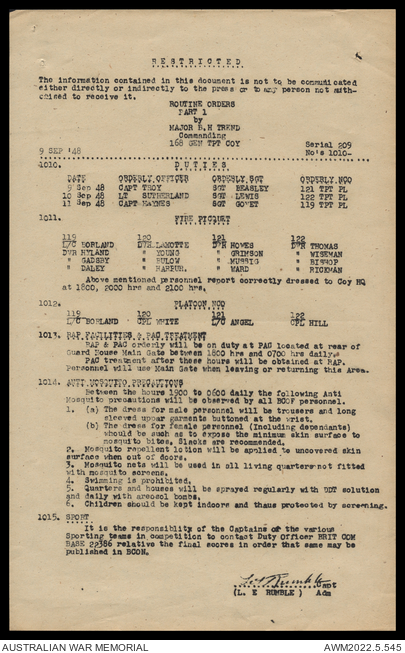 RESTRICTED
The information contained in this document is not to be communicated
either directly or indirectly to the press or to any person not auth-
orised to receive it.
ROUTINE ORDERS
PART 1
by
MAJOR B.H TREND
Commanding
168 GEN TPT COY
Serial 209
9 SEP '48
No's 1010-
1010. DUTIES
DATE ORDERLY OFFICER ORDERLY SGT ORDERLY NCO
9 Sep 48 CAPT TROY SGT BEASLEY 121 TPT PL
10 Sep 48 LT SUTHERLAND SGT LEWIS 122 TPT PL
11 Sep 48 CAPT HAYNES SGT GOVET 119 TPT PL
1011. FIRE PICQUET
119 120 121 122
L/C BORLAND DVR LAMOTTE DVR HOWES DVR THOMAS
DVR HYLAND " YOUNG " GRIMSON " WISEMAN
" GADSBY " BULOW " MUSSIG " BISHOP
" DALEY " HARBUR. " WARD " RICKMAN
Above mentioned personnel report correctly dressed to Coy HQ
at 1800, 2000 hrs and 2100 hrs.
1012. PLATOON NCO
119 120 121 122
L/C BORLAND CPL WHITE L/C ANGEL CPL HILL
1013. RAP FACILITIES & PAC TREATMENT
RAP & PAC orderly will be on duty at PAC located at rear of
Guard House Main Gate between 1800 hrs and 0700 hrs daily.
PAC treatment after those hours will be obtained at RAP.
Personnel will use Main Gate when leaving or returning this Area.
1014. ANTI MOSQUITO PRECAUTIONS
Between the hours 1900 to 0600 daily the following Anti
Mosquito precautions will be observed by all BCOF personnel.
1. (a) The dress for male personnel will be trousers and long
sleeved upper garments buttoned at the wrist.
(b) The dress for female personnel (Including dependants)
should be such as to expose the minimum skin surface to
mosquito bites. Slacks are recommended.
2. Mosquito repellent lotion will be applied to uncovered skin
surface when out of doors.
3. Mosquito nets will be used in all living quarters not fitted
with mosquito screens.
4. Swimming is prohibited.
5. Quarters and houses will be sprayed regularly with DDT solution
and daily with areosol bombs.
6. Children should be kept indoors and thaus protected by screening.
1015. SPORT
It is the responsiblity of the Captains of the various
Sporting teams in competition to contact Duty Officer BRIT COM
BASE 22386 relative the final scores in order that same may be
published in BCON.
(L. E RUMBLE) Adm
AUSTRALIAN WAR MEMORIAL
AWM2022.5.545